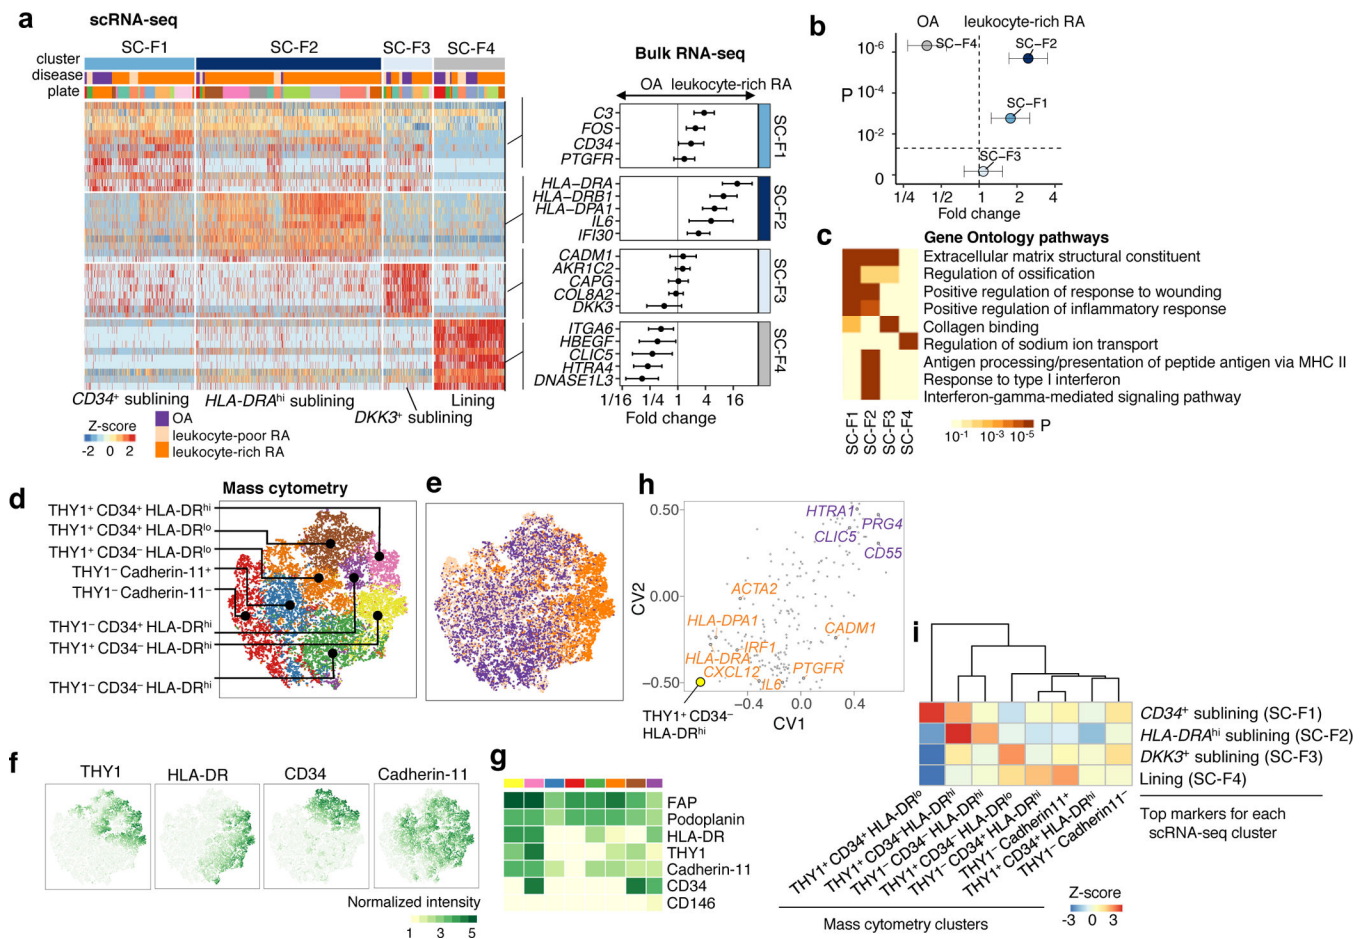 a
scRNA-seq
SC-F1 SC-F2 SC-F3 SC-F4
cluster
disease
plate
CD34⁺ sublining
HLA-DRAʰⁱ sublining
DKK3⁺ sublining
Lining
Z-score
-2 0 2
OA
leukocyte-poor RA
leukocyte-rich RA
Bulk RNA-seq
OA leukocyte-rich RA
C3
FOS
CD34
PTGFR
SC-F1
HLA–DRA
HLA–DRB1
HLA–DPA1
IL6
IFI30
SC-F2
CADM1
AKR1C2
CAPG
COL8A2
DKK3
SC-F3
ITGA6
HBEGF
CLIC5
HTRA4
DNASE1L3
SC-F4
1/16 1 4 16
Fold change
b
OA leukocyte-rich RA
P
10⁻⁶
10⁻⁴
10⁻²
0
SC–F4
SC–F2
SC–F1
SC–F3
1/4 1/2 1 2 4
Fold change
c
Gene Ontology pathways
Extracellular matrix structural constituent
Regulation of ossification
Positive regulation of response to wounding
Positive regulation of inflammatory response
Collagen binding
Regulation of sodium ion transport
Antigen processing/presentation of peptide antigen via MHC II
Response to type I interferon
Interferon-gamma-mediated signaling pathway
SC-F1
SC-F2
SC-F3
SC-F4
P
10⁻¹ 10⁻³ 10⁻⁵
d
Mass cytometry
THY1⁺ CD34⁺ HLA-DRʰⁱ
THY1⁺ CD34⁺ HLA-DRˡᵒ
THY1⁺ CD34⁻ HLA-DRˡᵒ
THY1⁻ Cadherin-11⁺
THY1⁻ Cadherin-11⁻
THY1⁻ CD34⁺ HLA-DRʰⁱ
THY1⁺ CD34⁻ HLA-DRʰⁱ
THY1⁻ CD34⁻ HLA-DRʰⁱ
e
f
THY1 HLA-DR CD34 Cadherin-11
Normalized intensity
1 3 5
g
FAP
Podoplanin
HLA-DR
THY1
Cadherin-11
CD34
CD146
h
CV2
0.50
0.00
−0.50
HTRA1
PRG4
CLIC5
CD55
ACTA2
HLA-DPA1
CADM1
IRF1
HLA-DRA
CXCL12
PTGFR
IL6
THY1⁺ CD34⁻
HLA-DRʰⁱ
−0.4 0.0 0.4
CV1
i
CD34⁺ sublining (SC-F1)
HLA-DRAʰⁱ sublining (SC-F2)
DKK3⁺ sublining (SC-F3)
Lining (SC-F4)
Top markers for each
scRNA-seq cluster
THY1⁺ CD34⁺ HLA-DRˡᵒ
THY1⁺ CD34⁻ HLA-DRʰⁱ
THY1⁻ CD34⁻ HLA-DRʰⁱ
THY1⁺ CD34⁻ HLA-DRˡᵒ
THY1⁻ CD34⁺ HLA-DRʰⁱ
THY1⁻ Cadherin11⁺
THY1⁺ CD34⁺ HLA-DRʰⁱ
THY1⁻ Cadherin11⁻
Mass cytometry clusters
Z-score
-3 0 3